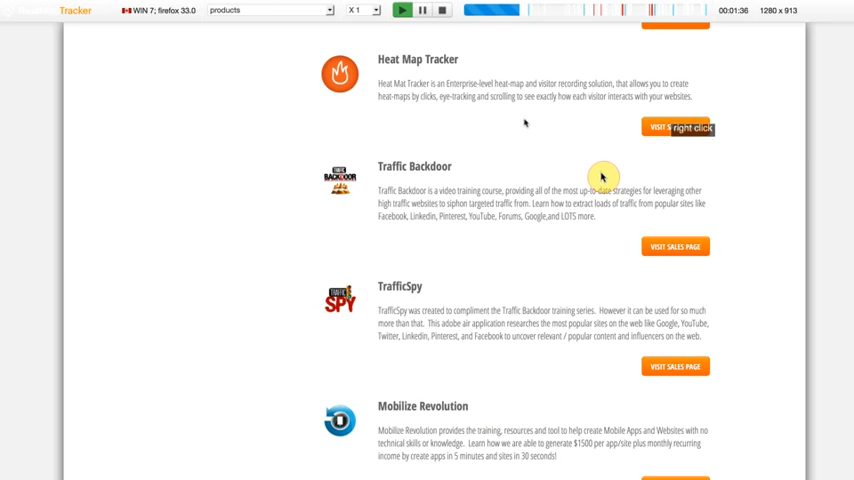 Tracker
WIN 7; firefox 33.0
products
X 1
00:01:36
1280 x 913
Heat Map Tracker
Heat Mat Tracker is an Enterprise-level heat-map and visitor recording solution, that allows you to create
heat-maps by clicks, eye-tracking and scrolling to see exactly how each visitor interacts with your websites.
VISIT S
right click
TRAFFIC
BACKDOOR
Traffic Backdoor
Traffic Backdoor is a video training course, providing all of the most up-to-date strategies for leveraging other
high traffic websites to siphon targeted traffic from. Learn how to extract loads of traffic from popular sites like
Facebook, Linkedin, Pinterest, YouTube, Forums, Google,and LOTS more.
VISIT SALES PAGE
SPY
TrafficSpy
TrafficSpy was created to compliment the Traffic Backdoor training series. However it can be used for so much
more than that. This adobe air application researches the most popular sites on the web like Google, YouTube,
Twitter, Linkedin, Pinterest, and Facebook to uncover relevant / popular content and influencers on the web.
VISIT SALES PAGE
Mobilize Revolution
Mobilize Revolution provides the training, resources and tool to help create Mobile Apps and Websites with no
technical skills or knowledge. Learn how we are able to generate $1500 per app/site plus monthly recurring
income by create apps in 5 minutes and sites in 30 seconds!